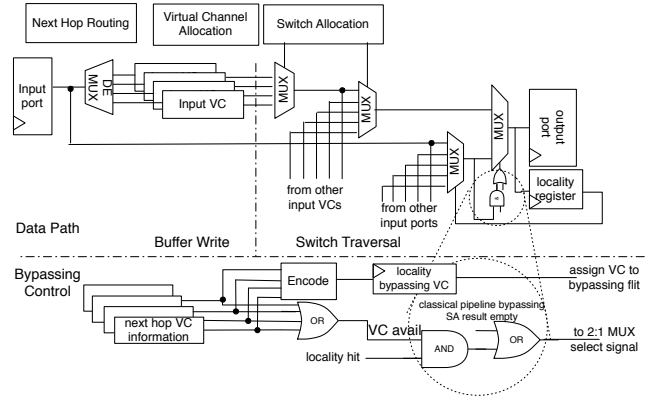 Next Hop Routing
Virtual Channel
Allocation
Switch Allocation
Input
port
DE
MUX
Input VC
MUX
MUX
MUX
MUX
output
port
locality
register
&
from other
input VCs
from other
input ports
Data Path
Buffer Write
Switch Traversal
Bypassing
Control
Encode
locality
bypassing VC
assign VC to
bypassing flit
next hop VC
information
OR
VC avail
classical pipeline bypassing
SA result empty
locality hit
AND
OR
to 2:1 MUX
select signal